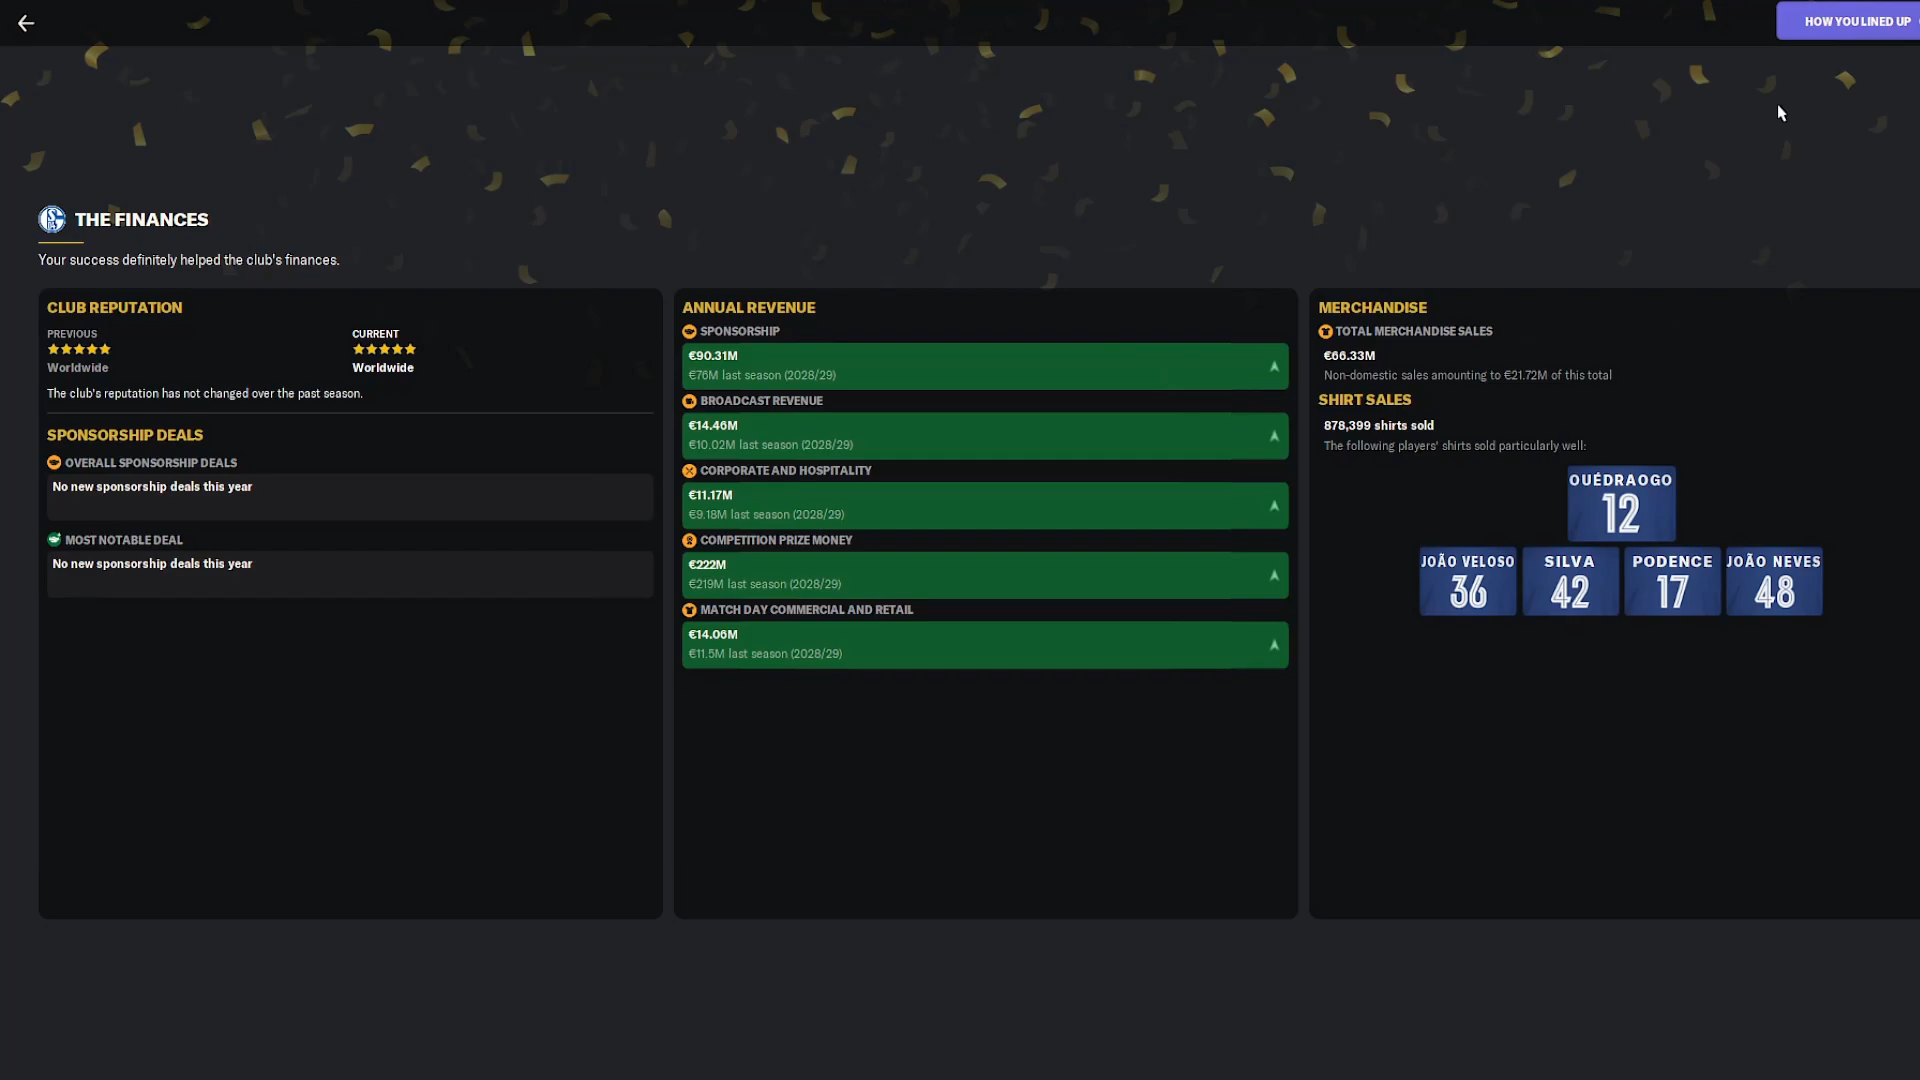 HOW YOU LINED UP
THE FINANCES
Your success definitely helped the club's finances.
CLUB REPUTATION
PREVIOUS
CURRENT
Worldwide
Worldwide
The club's reputation has not changed over the past season.
SPONSORSHIP DEALS
OVERALL SPONSORSHIP DEALS
No new sponsorship deals this year
MOST NOTABLE DEAL
No new sponsorship deals this year
ANNUAL REVENUE
SPONSORSHIP
€90.31M
€76M last season (2028/29)
BROADCAST REVENUE
€14.46M
€10.02M last season (2028/29)
CORPORATE AND HOSPITALITY
€11.17M
€9.18M last season (2028/29)
COMPETITION PRIZE MONEY
€222M
€219M last season (2028/29)
MATCH DAY COMMERCIAL AND RETAIL
€14.06M
€11.5M last season (2028/29)
MERCHANDISE
TOTAL MERCHANDISE SALES
€66.33M
Non-domestic sales amounting to €21.72M of this total
SHIRT SALES
878,399 shirts sold
The following players' shirts sold particularly well:
OUÉDRAOGO
12
JOÃO VELOSO
36
SILVA
42
PODENCE
17
JOÃO NEVES
48